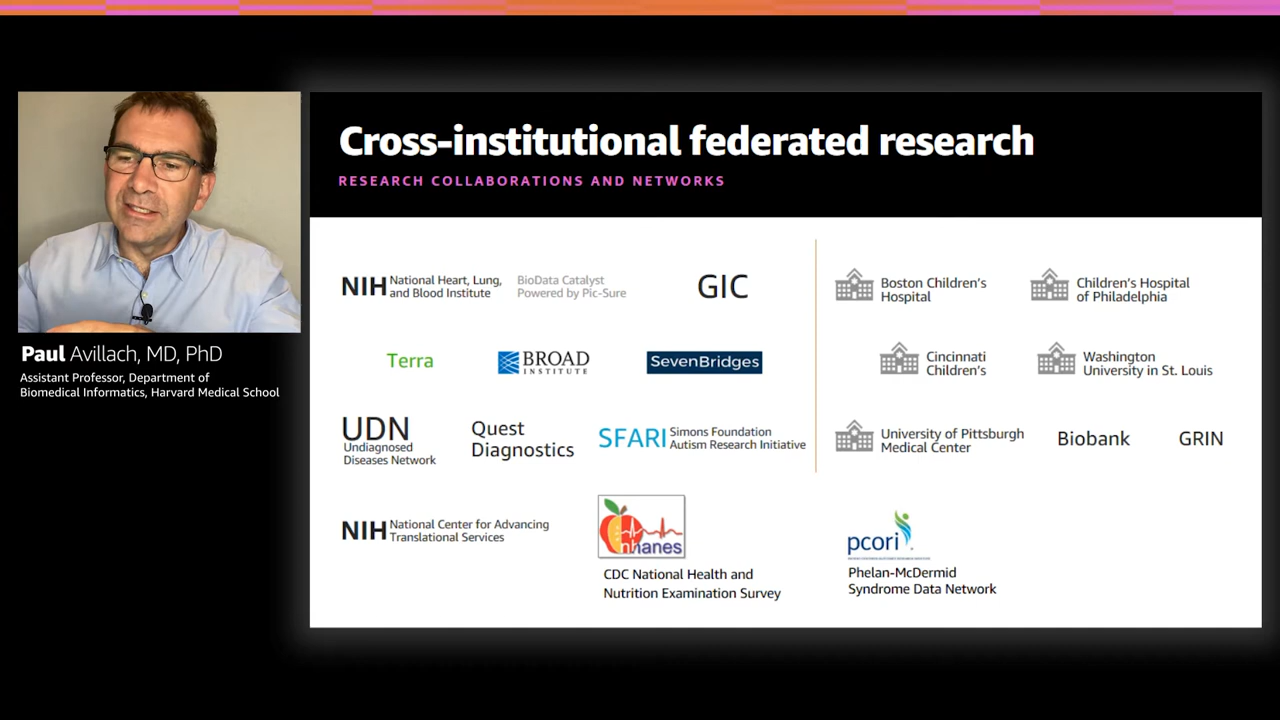 Cross-institutional federated research
RESEARCH COLLABORATIONS AND NETWORKS
Paul Avillach, MD, PhD
Assistant Professor, Department of
Biomedical Informatics, Harvard Medical School
NIH National Heart, Lung,
and Blood Institute
BioData Catalyst
Powered by Pic-Sure
GIC
Boston Children's
Hospital
Children's Hospital
of Philadelphia
Terra
BROAD
INSTITUTE
SevenBridges
Cincinnati
Children's
Washington
University in St. Louis
UDN
Undiagnosed
Diseases Network
Quest
Diagnostics
SFARI Simons Foundation
Autism Research Initiative
University of Pittsburgh
Medical Center
Biobank
GRIN
NIH National Center for Advancing
Translational Services
nhanes
CDC National Health and
Nutrition Examination Survey
pcori
Phelan-McDermid
Syndrome Data Network